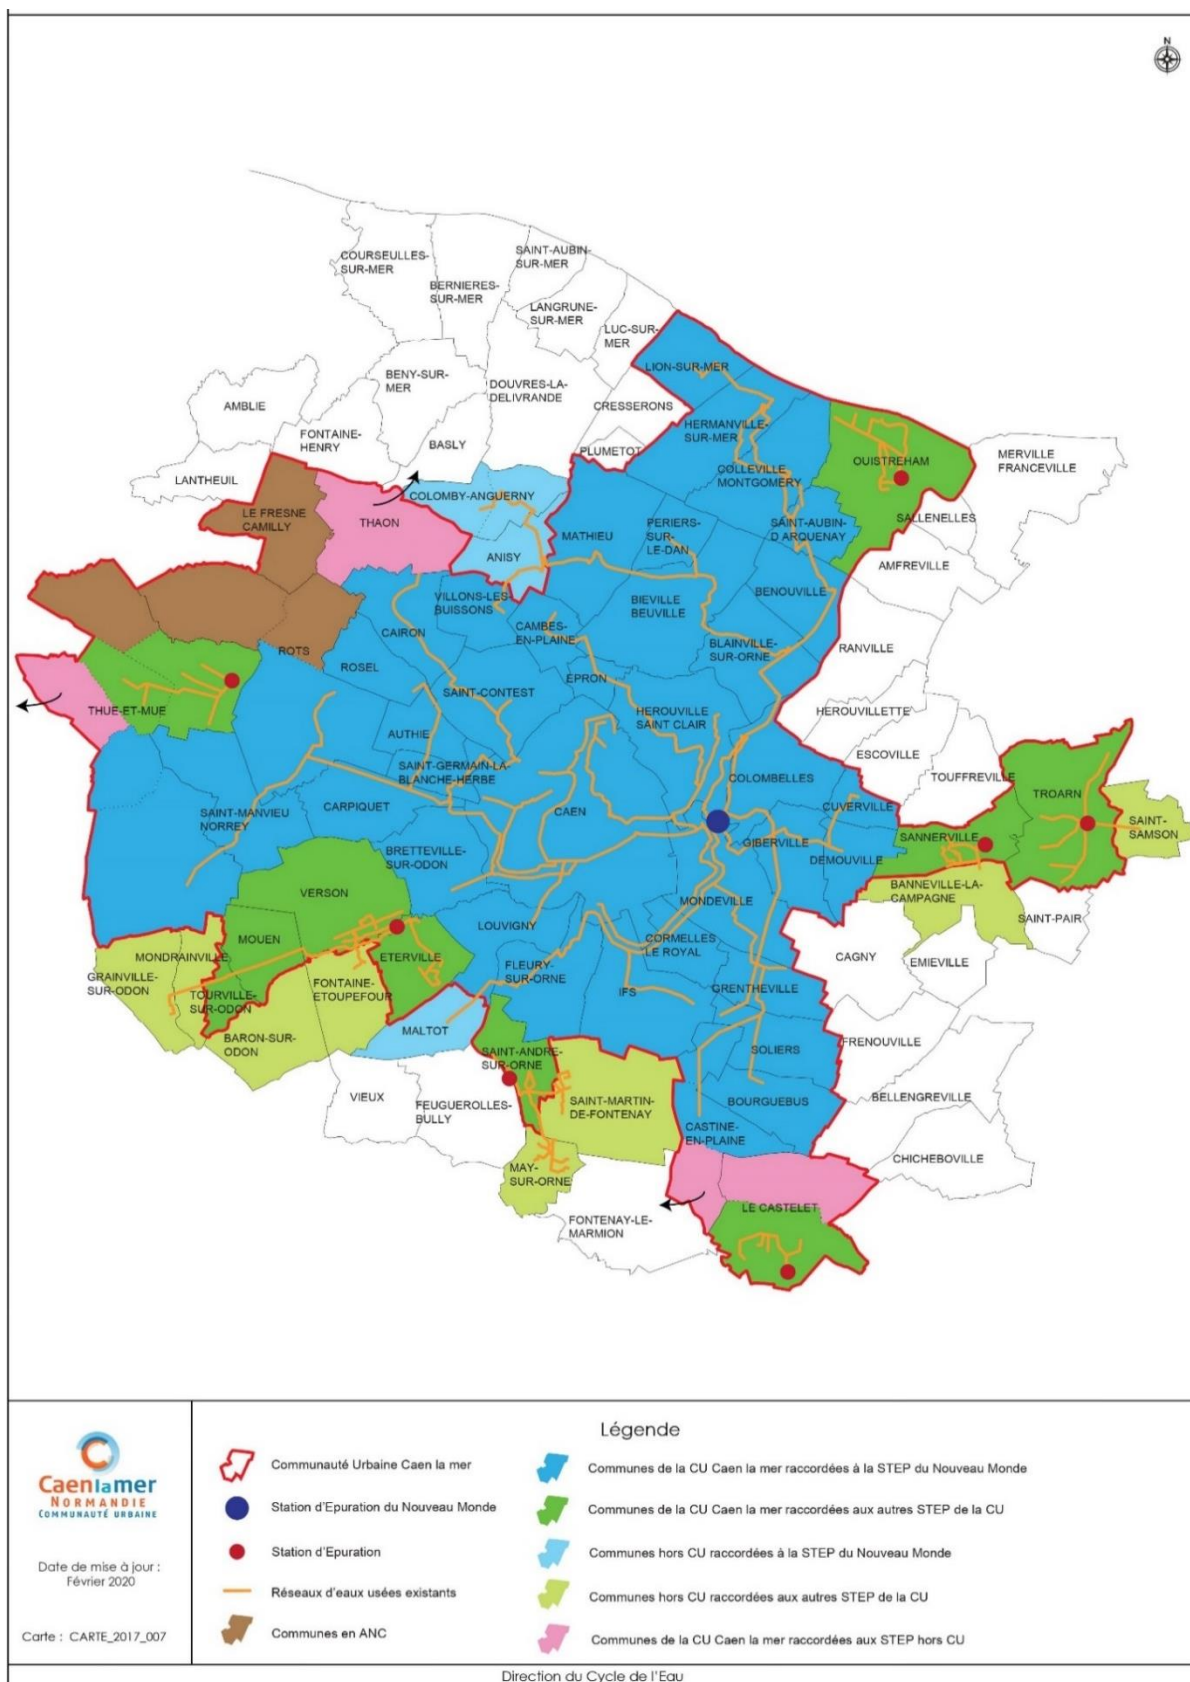 N
COURSEULLES-
SUR-MER
SAINT-AUBIN-
SUR-MER
BERNIERES-
SUR-MER
LANGRUNE-
SUR-MER
LUC-SUR-
MER
LION-SUR-MER
BENY-SUR-
MER
DOUVRES-LA-
DELIVRANDE
AMBLIE
CRESSERONS
HERMANVILLE-
SUR-MER
FONTAINE-
HENRY
BASLY
PLUMETOT
OUISTREHAM
MERVILLE
FRANCEVILLE
LANTHEUIL
COLLEVILLE
MONTGOMERY
COLOMBY-ANGUERNY
LE FRESNE
CAMILLY
THAON
SALLENELLES
MATHIEU
PERIERS-
SUR-
LE-DAN
SAINT-AUBIN-
D ARQUENAY
ANISY
AMFREVILLE
BENOUVILLE
VILLONS-LES-
BUISSONS
BIEVILLE
BEUVILLE
CAMBES-
EN-PLAINE
CAIRON
BLAINVILLE-
SUR-ORNE
RANVILLE
ROTS
ROSEL
EPRON
SAINT-CONTEST
THUE-ET-MUE
HEROUVILLE
SAINT CLAIR
HEROUVILLETTE
AUTHIE
ESCOVILLE
SAINT-GERMAIN-LA-
BLANCHE-HERBE
COLOMBELLES
TOUFFREVILLE
TROARN
CUVERVILLE
SAINT-MANVIEU
NORREY
CARPIQUET
CAEN
SAINT-
SAMSON
GIBERVILLE
SANNERVILLE
BRETTEVILLE-
SUR-ODON
DEMOUVILLE
VERSON
BANNEVILLE-LA-
CAMPAGNE
MONDEVILLE
SAINT-PAIR
LOUVIGNY
MOUEN
CORMELLES
LE ROYAL
MONDRAINVILLE
ETERVILLE
CAGNY
EMIEVILLE
FLEURY-
SUR-ORNE
GRAINVILLE-
SUR-ODON
FONTAINE-
ETOUPEFOUR
IFS
GRENTHEVILLE
TOURVILLE-
SUR-ODON
MALTOT
BARON-SUR-
ODON
FRENOUVILLE
SOLIERS
SAINT-ANDRE-
SUR-ORNE
VIEUX
FEUGUEROLLES-
BULLY
SAINT-MARTIN-
DE-FONTENAY
BOURGUEBUS
BELLENGREVILLE
CASTINE-
EN-PLAINE
CHICHEBOVILLE
MAY-
SUR-ORNE
LE CASTELET
FONTENAY-LE-
MARMION
Caenlamer
NORMANDIE
COMMUNAUTÉ URBAINE
Date de mise à jour :
Février 2020
Carte : CARTE_2017_007
Légende
Communauté Urbaine Caen la mer
Station d'Epuration du Nouveau Monde
Station d'Epuration
Réseaux d'eaux usées existants
Communes en ANC
Communes de la CU Caen la mer raccordées à la STEP du Nouveau Monde
Communes de la CU Caen la mer raccordées aux autres STEP de la CU
Communes hors CU raccordées à la STEP du Nouveau Monde
Communes hors CU raccordées aux autres STEP de la CU
Communes de la CU Caen la mer raccordées aux STEP hors CU
Direction du Cycle de l'Eau